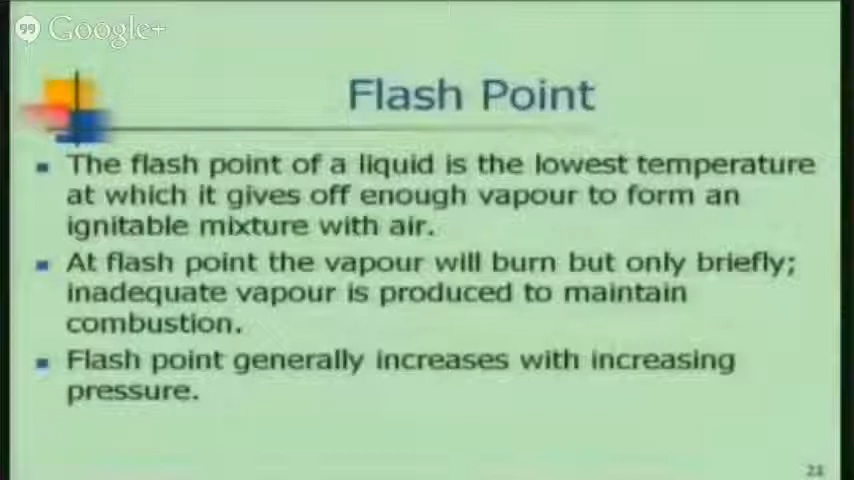 Google+
Flash Point
The flash point of a liquid is the lowest temperature
at which it gives off enough vapour to form an
ignitable mixture with air.
At flash point the vapour will burn but only briefly;
inadequate vapour is produced to maintain
combustion.
Flash point generally increases with increasing
pressure.
21